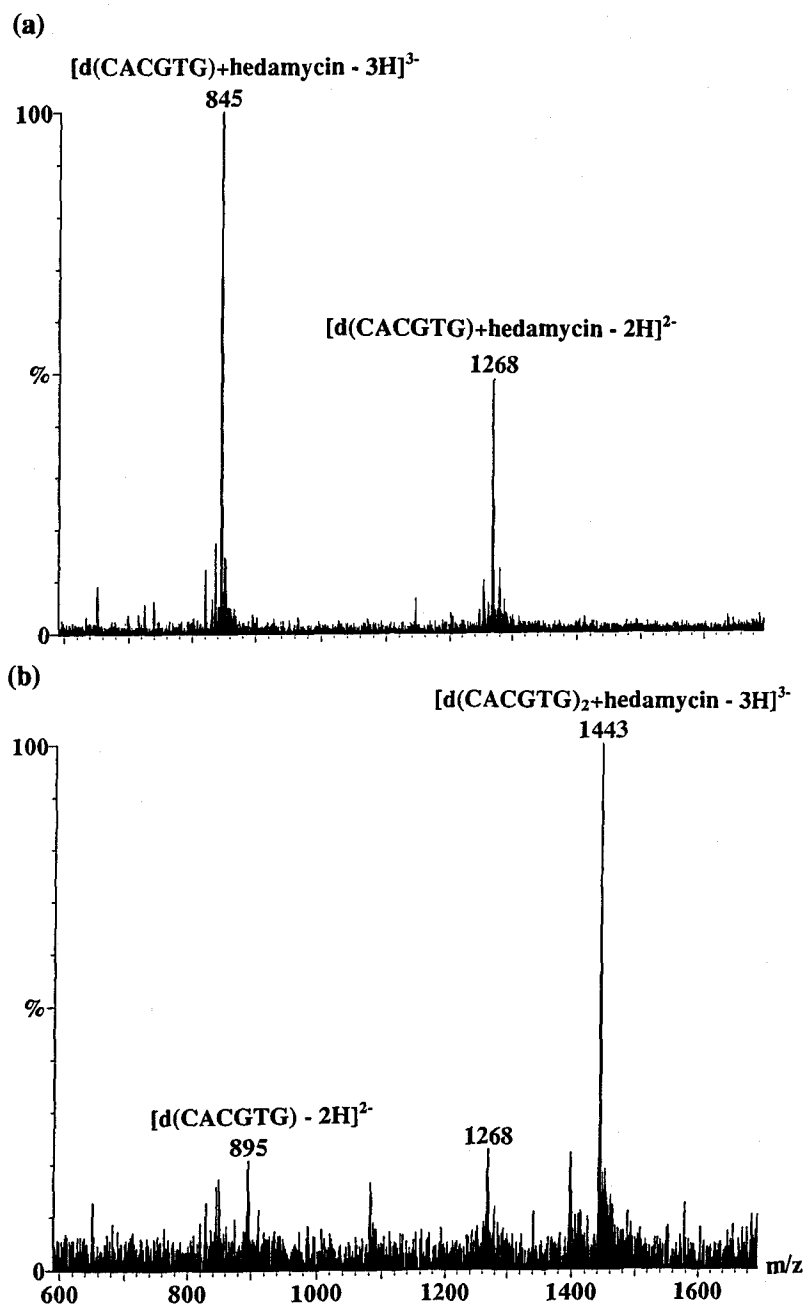 (a)
[d(CACGTG)+hedamycin - 3H]³⁻
845
100
[d(CACGTG)+hedamycin - 2H]²⁻
1268
%
0
(b)
[d(CACGTG)₂+hedamycin - 3H]³⁻
1443
100
%
[d(CACGTG) - 2H]²⁻
895
1268
0
600 800 1000 1200 1400 1600 m/z